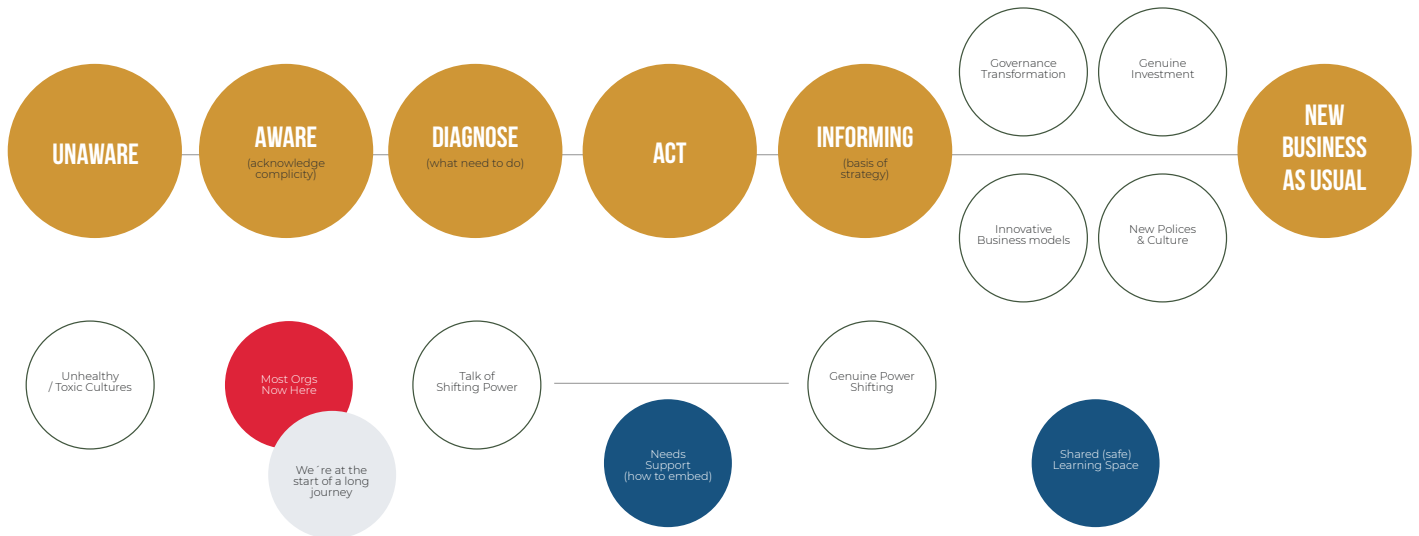 UNAWARE
AWARE
(acknowledge
complicity)
DIAGNOSE
(what need to do)
ACT
INFORMING
(basis of
strategy)
Governance
Transformation
Genuine
Investment
Innovative
Business models
New Polices
& Culture
NEW
BUSINESS
AS USUAL
Unhealthy
/ Toxic Cultures
Most Orgs
Now Here
We´re at the
start of a long
journey
Talk of
Shifting Power
Needs
Support
(how to embed)
Genuine Power
Shifting
Shared (safe)
Learning Space